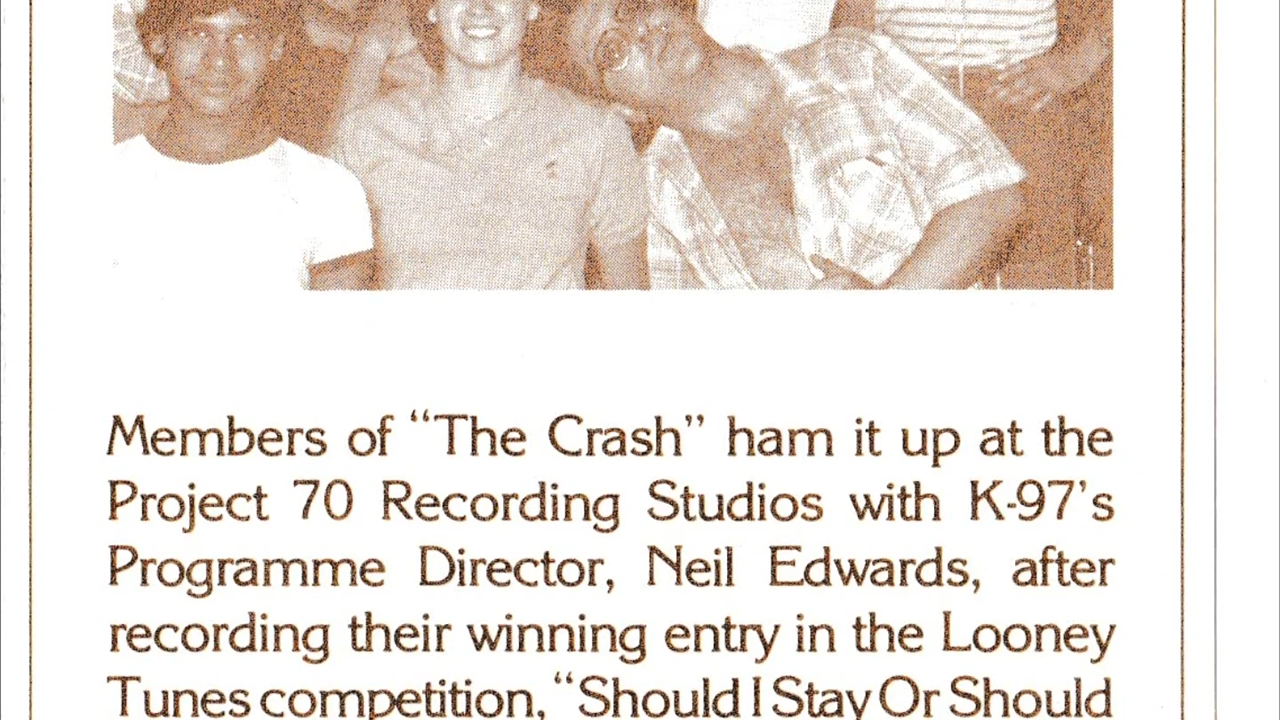 Members of “The Crash” ham it up at the
Project 70 Recording Studios with K-97’s
Programme Director, Neil Edwards, after
recording their winning entry in the Looney
Tunes competition, “Should I Stay Or Should